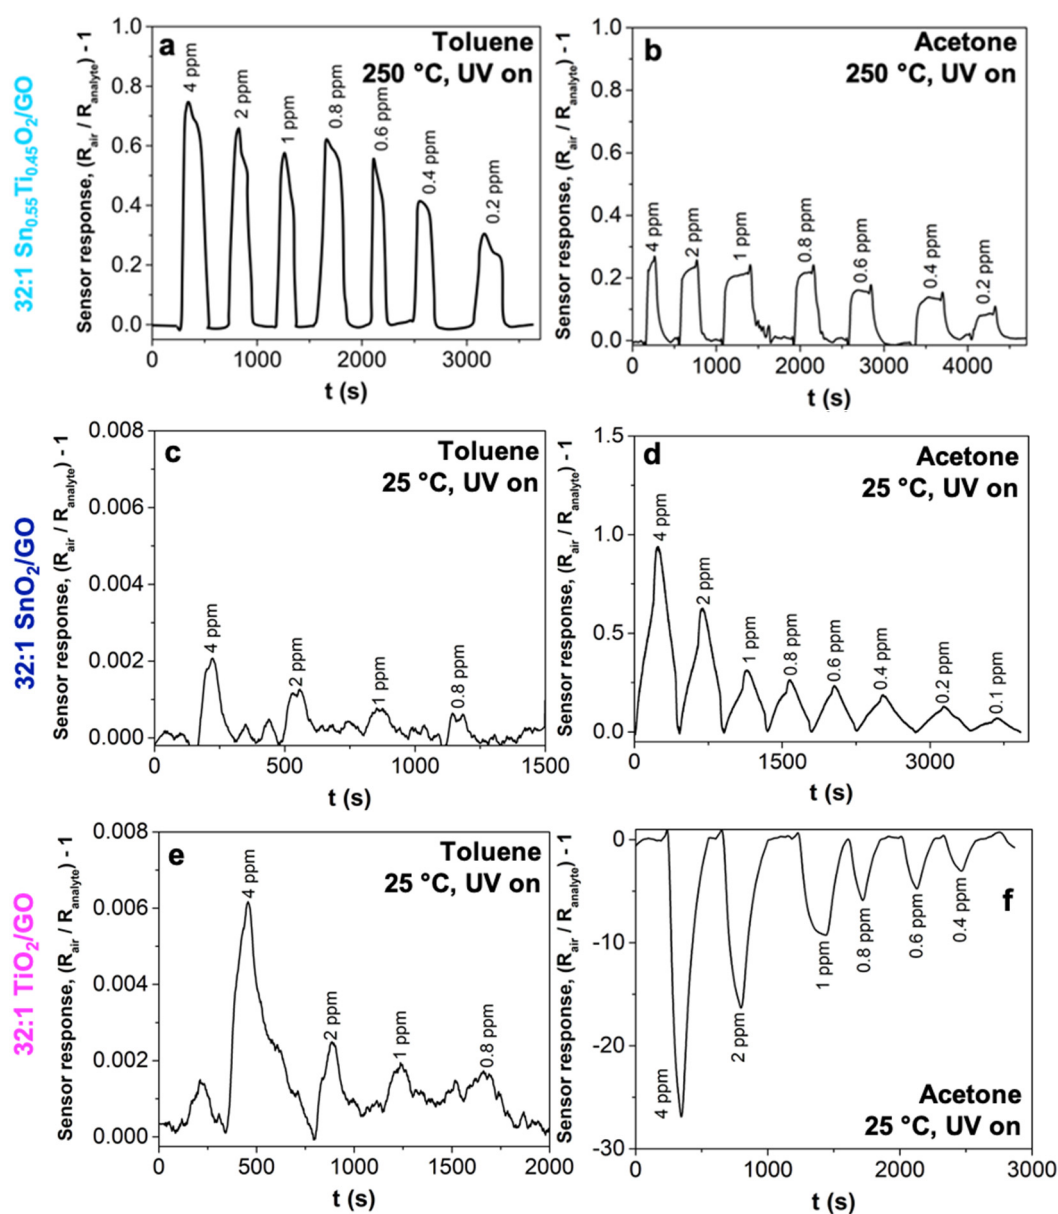 32:1 Sn0.55Ti0.45O2/GO
a
Toluene
250 °C, UV on
Sensor response, (Rair / Ranalyte) - 1
1.0
0.8
0.6
0.4
0.2
0.0
4 ppm
2 ppm
1 ppm
0.8 ppm
0.6 ppm
0.4 ppm
0.2 ppm
0
1000
2000
3000
t (s)
b
Acetone
250 °C, UV on
Sensor response, (Rair / Ranalyte) - 1
1.0
0.8
0.6
0.4
0.2
0.0
4 ppm
2 ppm
1 ppm
0.8 ppm
0.6 ppm
0.4 ppm
0.2 ppm
0
1000
2000
3000
4000
t (s)
32:1 SnO2/GO
c
Toluene
25 °C, UV on
Sensor response, (Rair / Ranalyte) - 1
0.008
0.006
0.004
0.002
0.000
4 ppm
2 ppm
1 ppm
0.8 ppm
0
500
1000
1500
t (s)
d
Acetone
25 °C, UV on
Sensor response, (Rair / Ranalyte) - 1
1.5
1.0
0.5
0.0
4 ppm
2 ppm
1 ppm
0.8 ppm
0.6 ppm
0.4 ppm
0.2 ppm
0.1 ppm
0
1500
3000
t (s)
32:1 TiO2/GO
e
Toluene
25 °C, UV on
Sensor response, (Rair / Ranalyte) - 1
0.008
0.006
0.004
0.002
0.000
4 ppm
2 ppm
1 ppm
0.8 ppm
0
500
1000
1500
2000
t (s)
f
Sensor response, (Rair / Ranalyte) - 1
0
-10
-20
-30
4 ppm
2 ppm
1 ppm
0.8 ppm
0.6 ppm
0.4 ppm
Acetone
25 °C, UV on
0
1000
2000
3000
t (s)